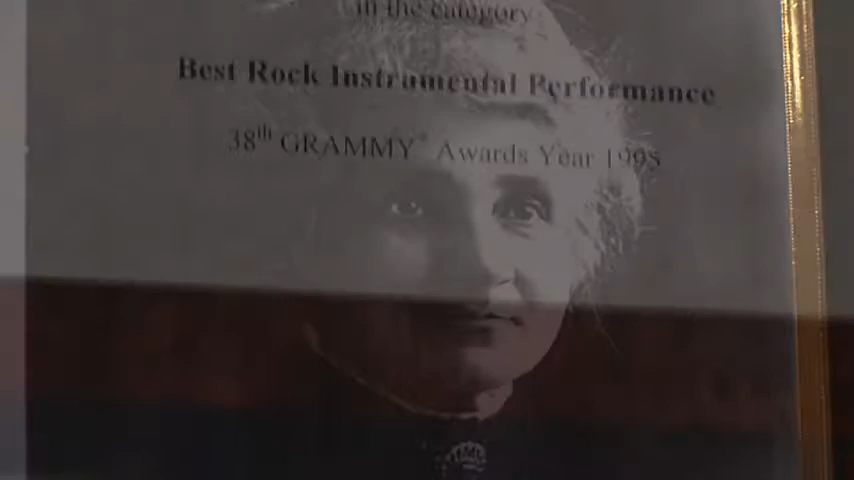 in the category
Best Rock Instrumental Performance
38th GRAMMY® Awards Year 1995